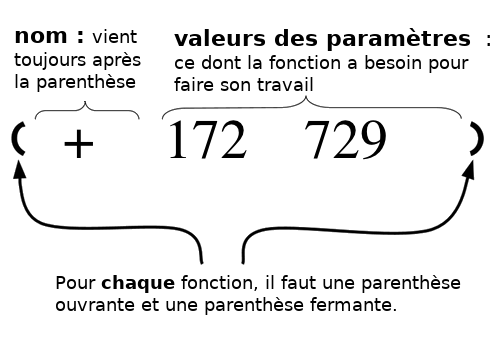 nom : vient
toujours après
la parenthèse
valeurs des paramètres :
ce dont la fonction a besoin pour
faire son travail
( + 172 729 )
Pour chaque fonction, il faut une parenthèse
ouvrante et une parenthèse fermante.